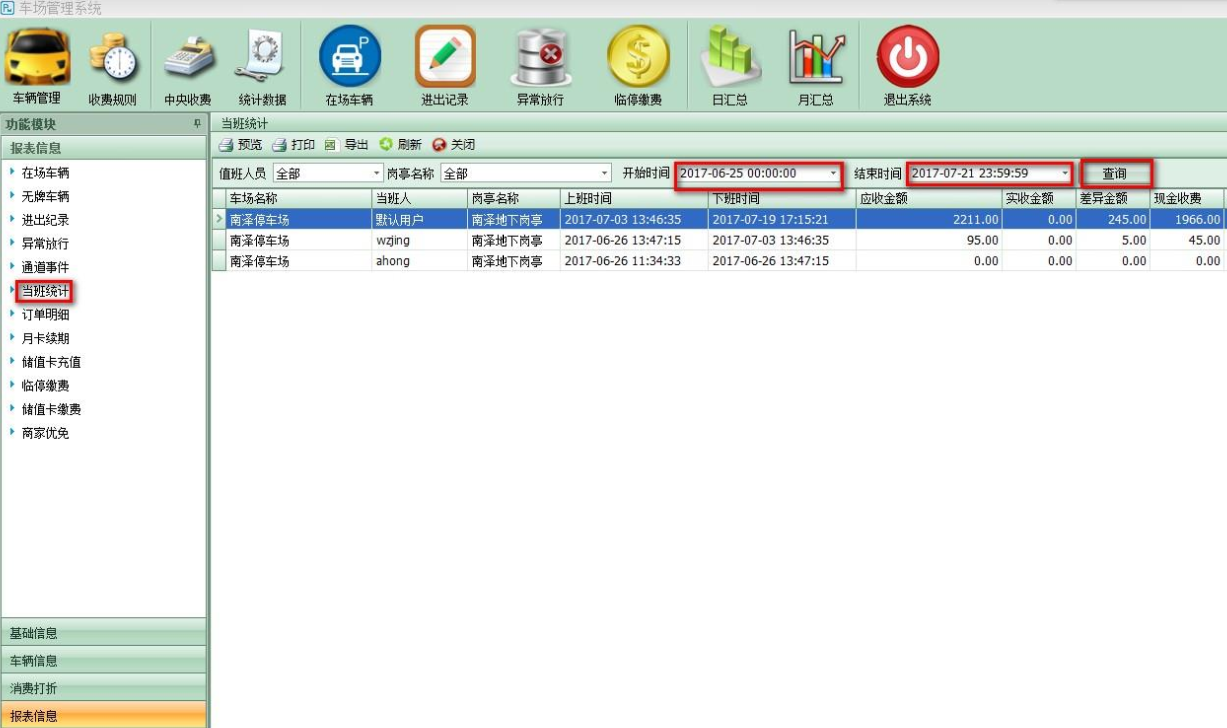 车场管理系统
车辆管理 收费规则 中央收费 统计数据 在场车辆 进出记录 异常放行 临停缴费 日汇总 月汇总 退出系统
功能模块
报表信息
在场车辆
无牌车辆
进出纪录
异常放行
通道事件
当班统计
订单明细
月卡续期
储值卡充值
临停缴费
储值卡缴费
商家优免
基础信息
车辆信息
消费打折
报表信息
当班统计
预览 打印 导出 刷新 关闭
值班人员 全部 岗亭名称 全部 开始时间 2017-06-25 00:00:00 结束时间 2017-07-21 23:59:59 查询
车场名称 当班人 岗亭名称 上班时间 下班时间 应收金额 实收金额 差异金额 现金收费
南泽停车场 默认用户 南泽地下岗亭 2017-07-03 13:46:35 2017-07-19 17:15:21 2211.00 0.00 245.00 1966.00
南泽停车场 wzjing 南泽地下岗亭 2017-06-26 13:47:15 2017-07-03 13:46:35 95.00 0.00 5.00 45.00
南泽停车场 ahong 南泽地下岗亭 2017-06-26 11:34:33 2017-06-26 13:47:15 0.00 0.00 0.00 0.00